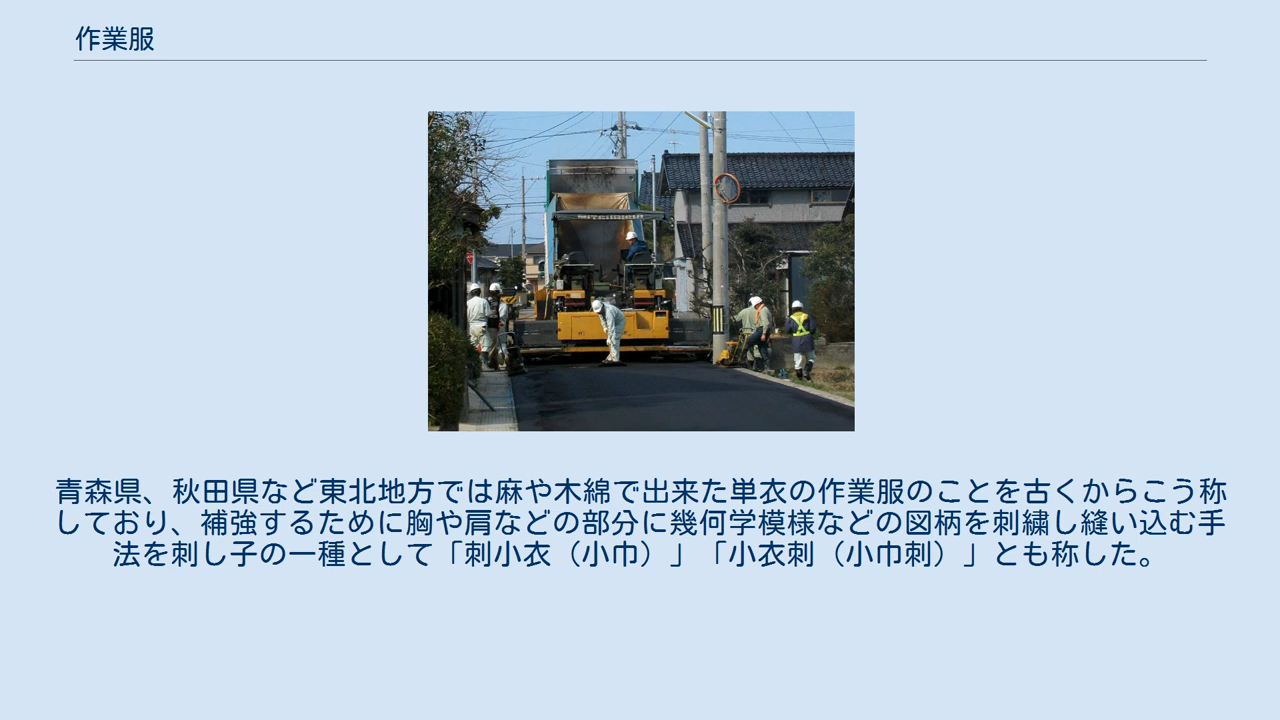 作業服
青森県、秋田県など東北地方では麻や木綿で出来た単衣の作業服のことを古くからこう称
しており、補強するために胸や肩などの部分に幾何学模様などの図柄を刺繍し縫い込む手
法を刺し子の一種として「刺小衣（小巾）」「小衣刺（小巾刺）」とも称した。